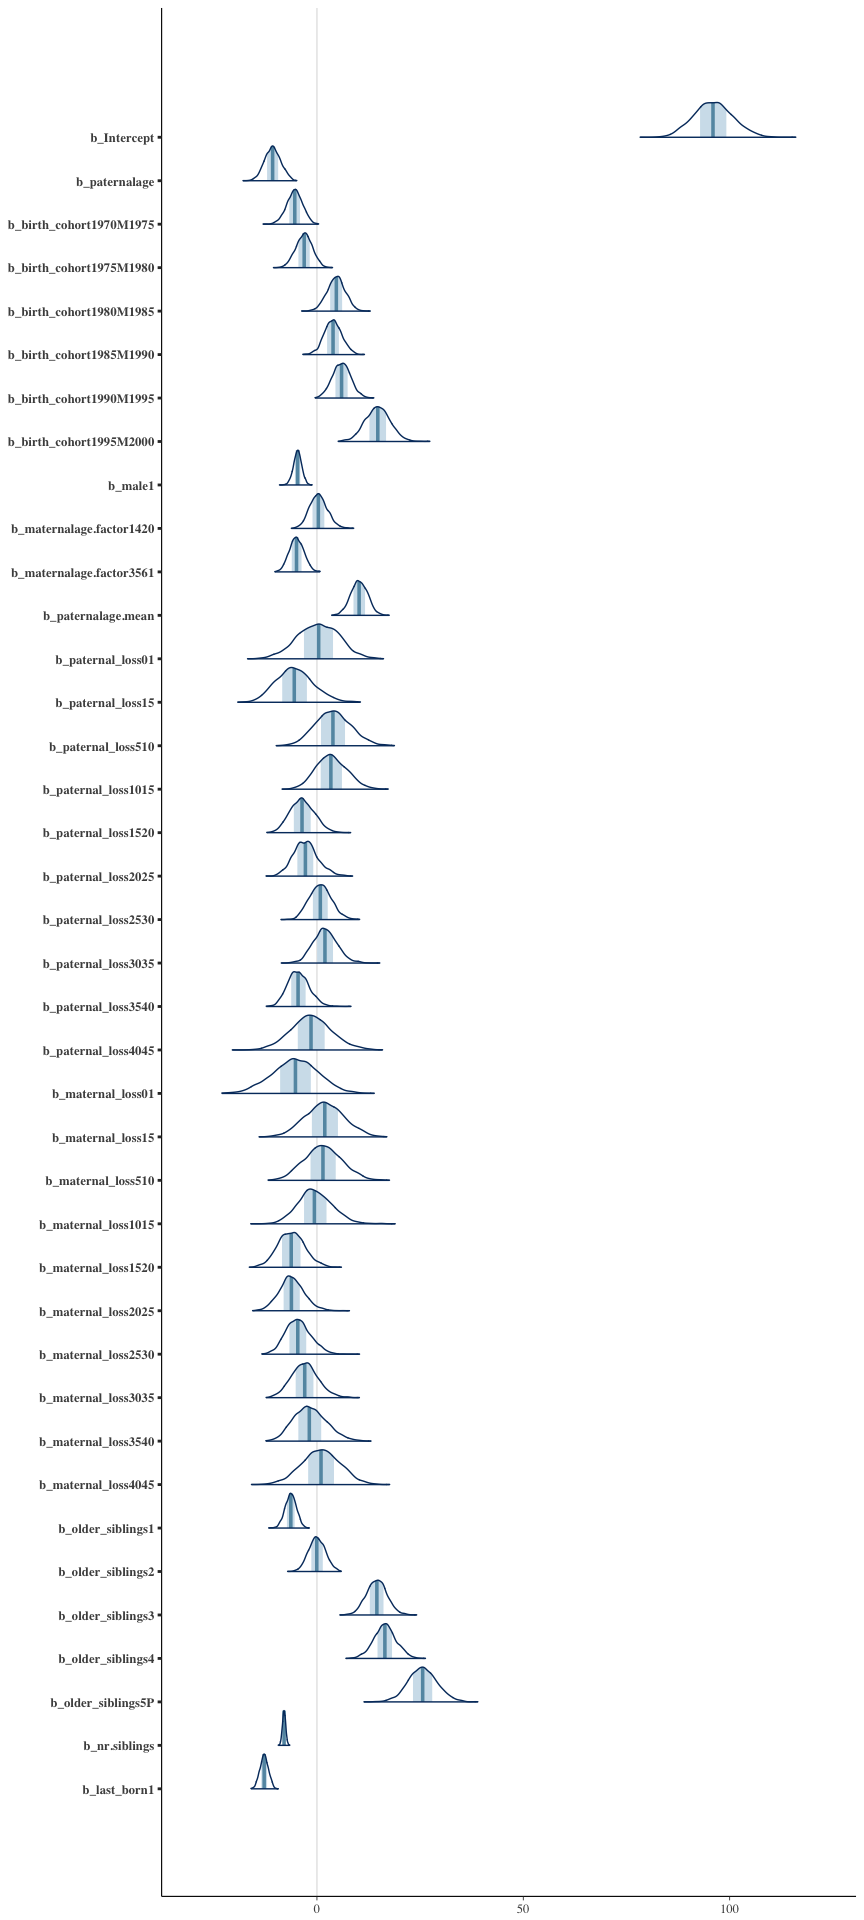 b_Intercept
b_paternalage
b_birth_cohort1970M1975
b_birth_cohort1975M1980
b_birth_cohort1980M1985
b_birth_cohort1985M1990
b_birth_cohort1990M1995
b_birth_cohort1995M2000
b_male1
b_maternalage.factor1420
b_maternalage.factor3561
b_paternalage.mean
b_paternal_loss01
b_paternal_loss15
b_paternal_loss510
b_paternal_loss1015
b_paternal_loss1520
b_paternal_loss2025
b_paternal_loss2530
b_paternal_loss3035
b_paternal_loss3540
b_paternal_loss4045
b_maternal_loss01
b_maternal_loss15
b_maternal_loss510
b_maternal_loss1015
b_maternal_loss1520
b_maternal_loss2025
b_maternal_loss2530
b_maternal_loss3035
b_maternal_loss3540
b_maternal_loss4045
b_older_siblings1
b_older_siblings2
b_older_siblings3
b_older_siblings4
b_older_siblings5P
b_nr.siblings
b_last_born1
0 50 100